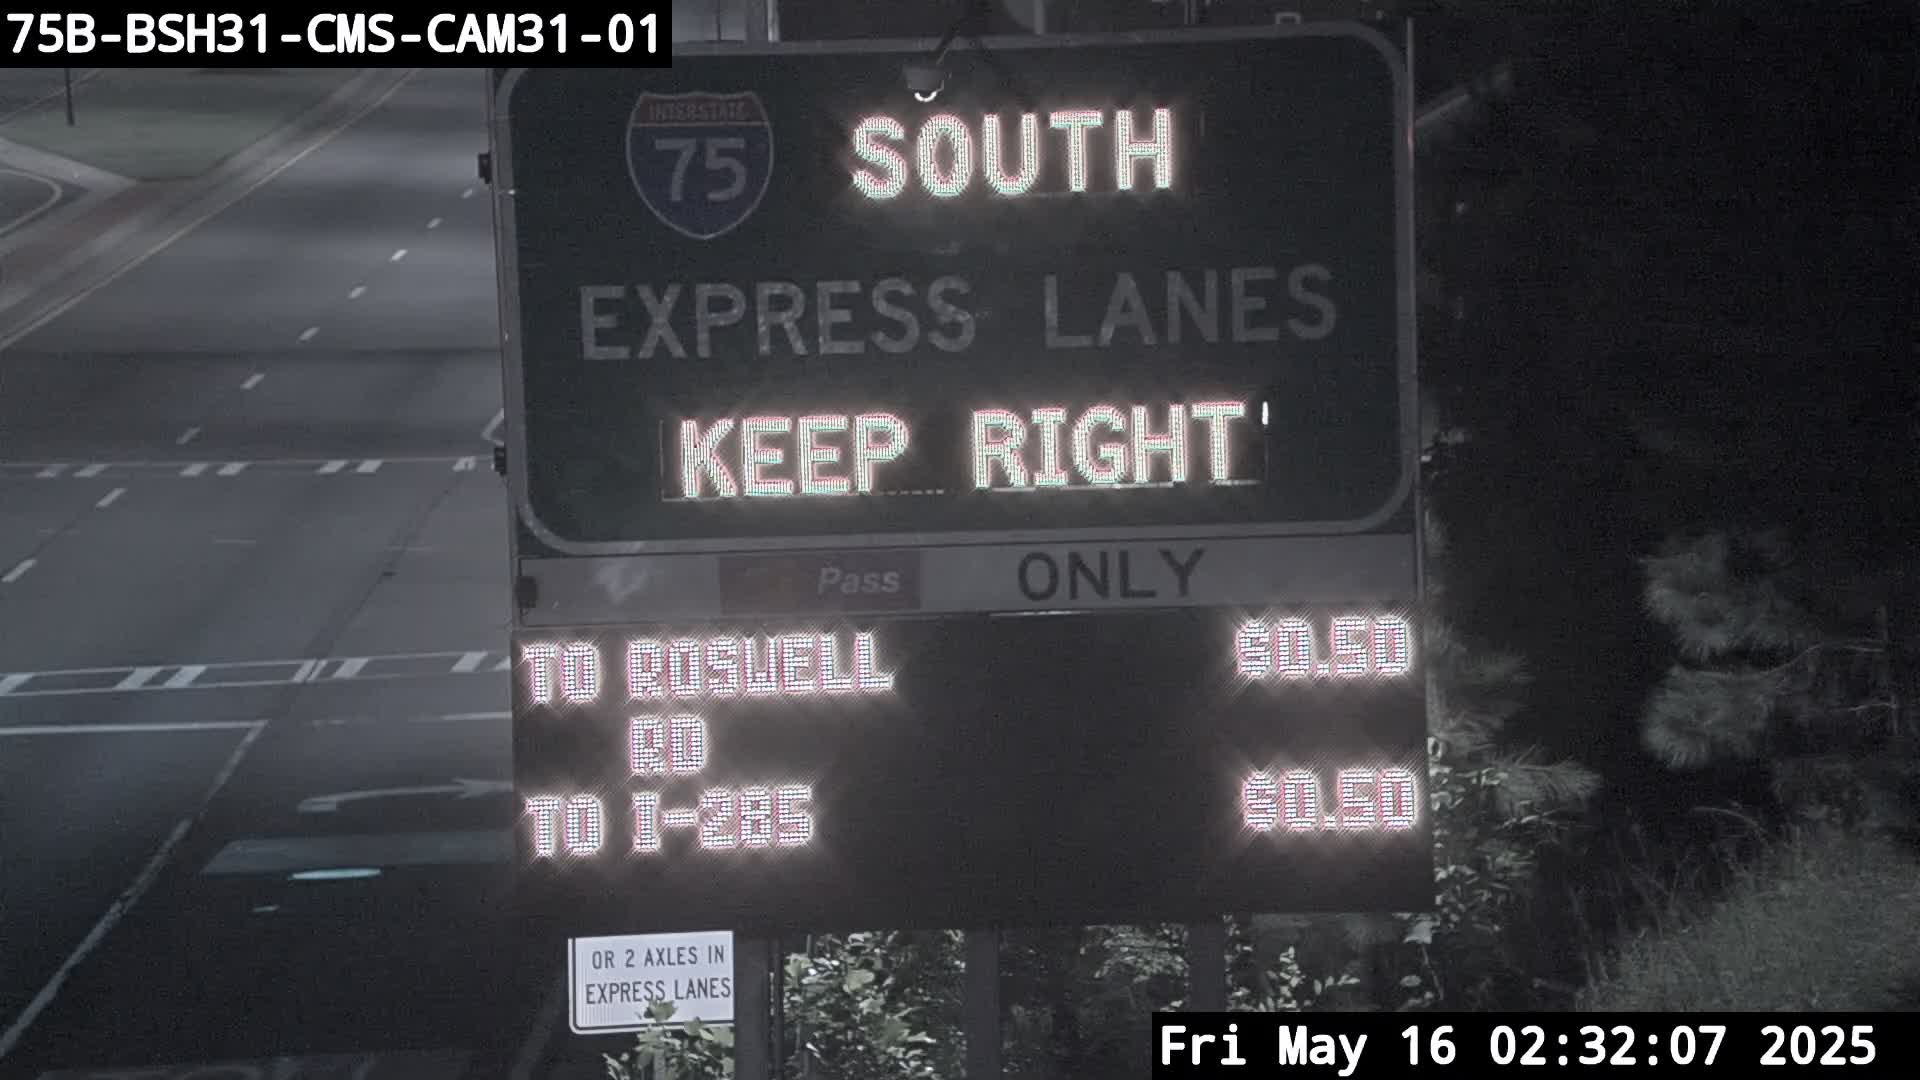 75B-BSH31-CMS-CAM31-01
INTERSTATE
75
SOUTH
EXPRESS LANES
KEEP RIGHT
Pass
ONLY
TO ROSWELL $0.50
RD
TO I-285 $0.50
OR 2 AXLES IN
EXPRESS LANES
Fri May 16 02:32:07 2025